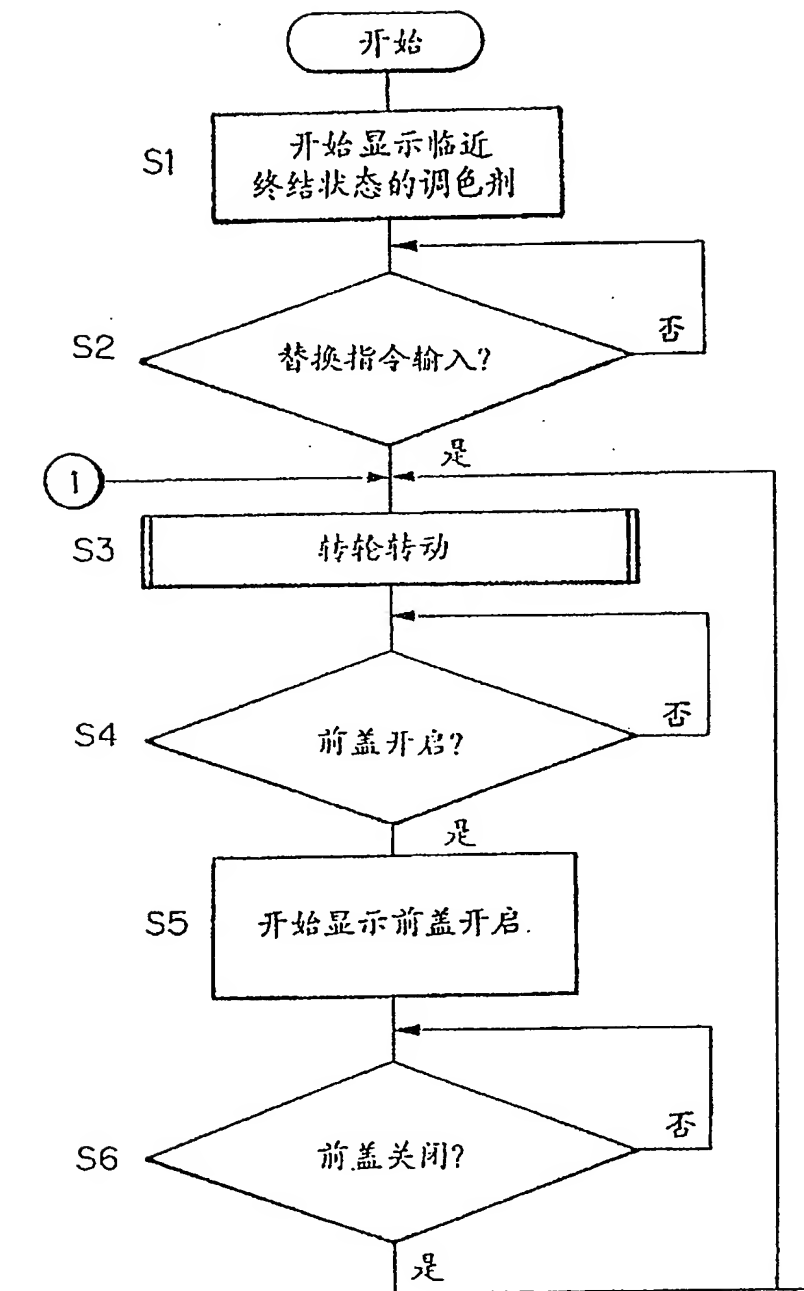 开始
S1
开始显示临近
终结状态的调色剂
S2
替换指令输入?
否
是
1
S3
转轮转动
S4
前盖开启?
否
是
S5
开始显示前盖开启.
S6
前盖关闭?
否
是